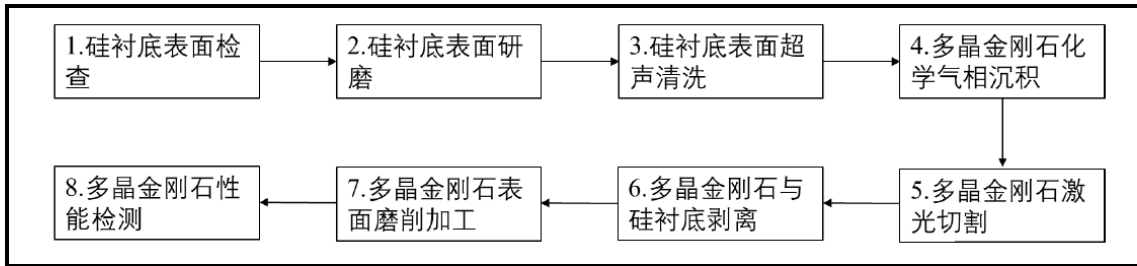 1.硅衬底表面检
查
2.硅衬底表面研
磨
3.硅衬底表面超
声清洗
4.多晶金刚石化
学气相沉积
5.多晶金刚石激
光切割
6.多晶金刚石与
硅衬底剥离
7.多晶金刚石表
面磨削加工
8.多晶金刚石性
能检测